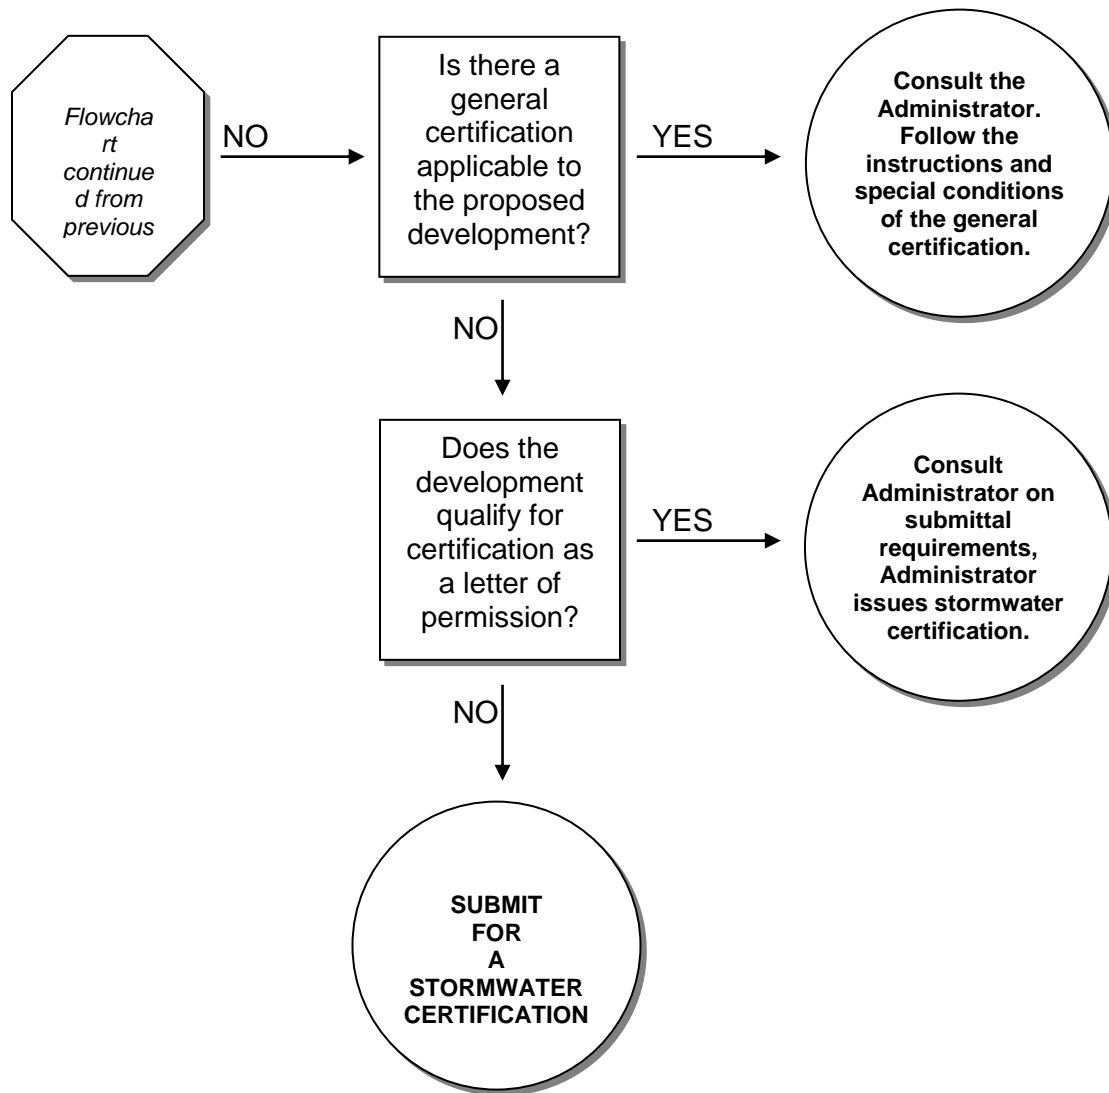 Flowcha
rt
continue
d from
previous
NO
Is there a
general
certification
applicable to
the proposed
development?
YES
Consult the
Administrator.
Follow the
instructions and
special conditions
of the general
certification.
NO
Does the
development
qualify for
certification as
a letter of
permission?
YES
Consult
Administrator on
submittal
requirements,
Administrator
issues stormwater
certification.
NO
SUBMIT
FOR
A
STORMWATER
CERTIFICATION